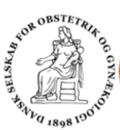 DANSK SELSKAB FOR OBSTETRIK OG GYNÆKOLOGI
1898